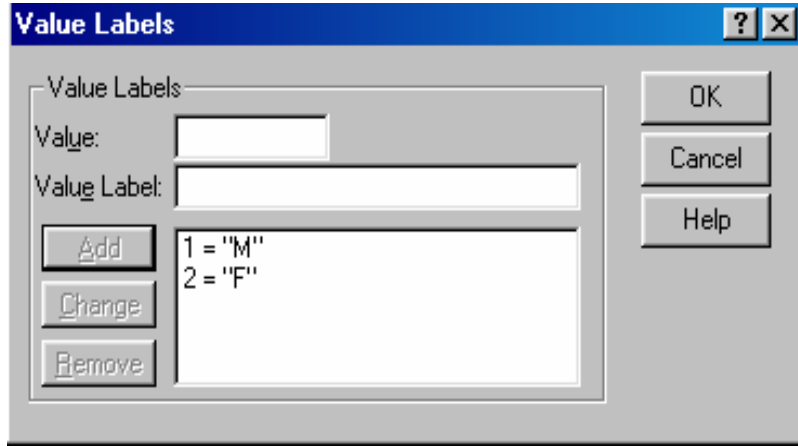 Value Labels
Value Labels
Value:
Value Label:
Add
Change
Remove
1 = "M"
2 = "F"
OK
Cancel
Help